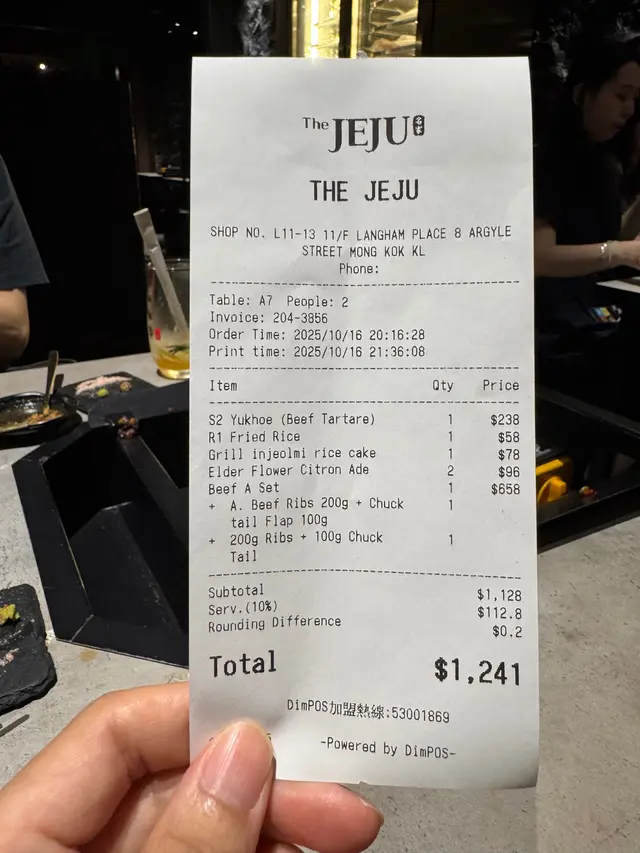 The JEJU
THE JEJU
SHOP NO. L11-13 11/F LANGHAM PLACE 8 ARGYLE
STREET MONG KOK KL
Phone:
Table: A7 People: 2
Invoice: 204-3856
Order Time: 2025/10/16 20:16:28
Print time: 2025/10/16 21:36:08
Item Qty Price
S2 Yukhoe (Beef Tartare) 1 $238
R1 Fried Rice 1 $58
Grill injeolmi rice cake 1 $78
Elder Flower Citron Ade 2 $96
Beef A Set 1 $658
+ A. Beef Ribs 200g + Chuck 1
tail Flap 100g
+ 200g Ribs + 100g Chuck 1
Tail
Subtotal $1,128
Serv.(10%) $112.8
Rounding Difference $0.2
Total $1,241
DimPOS加盟熱線:53001869
-Powered by DimPOS-